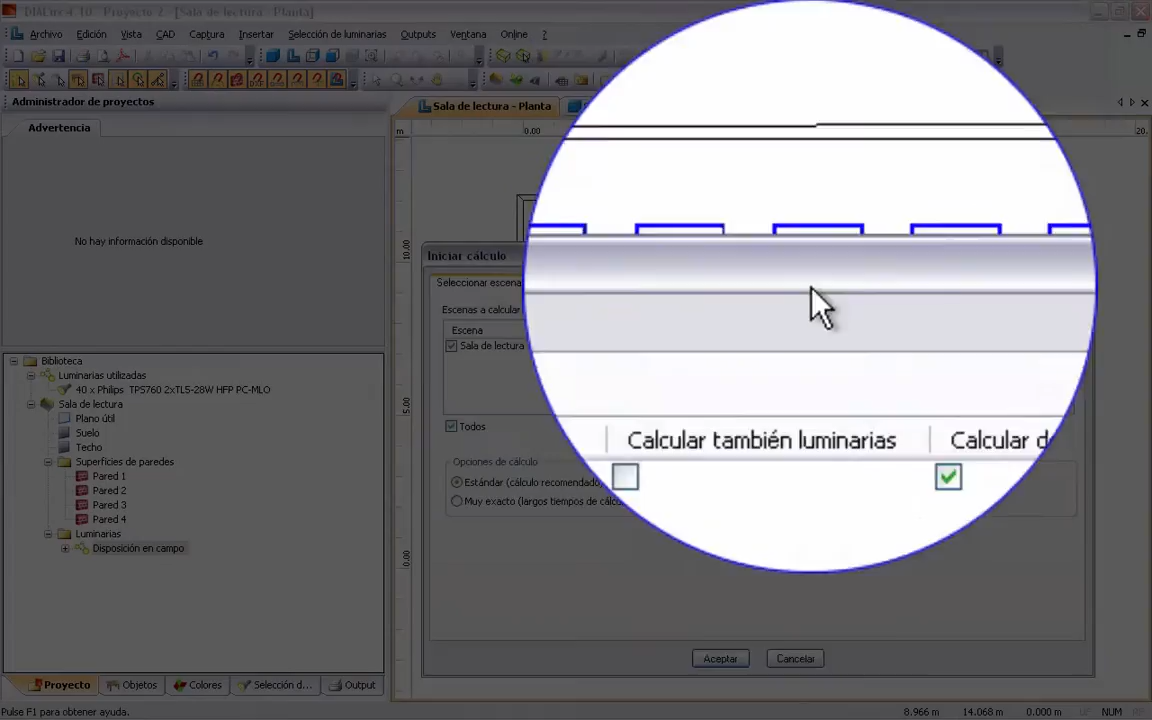 DIALux 4.10 - Proyecto 2 - [Sala de lectura - Planta]
Archivo Edición Vista CAD Captura Insertar Selección de luminarias Outputs Ventana Online ?
Administrador de proyectos
Advertencia
No hay información disponible
Biblioteca
Luminarias utilizadas
40 x Philips TPS760 2xTL5-28W HFP PC-MLO
Sala de lectura
Plano útil
Suelo
Techo
Superficies de paredes
Pared 1
Pared 2
Pared 3
Pared 4
Luminarias
Disposición en campo
Proyecto Objetos Colores Selección d... Output
Sala de lectura - Planta
m 0.00 20.
10.00
5.00
0.00
Iniciar cálculo
Seleccionar escena
Escenas a calcular
Escena
Calcular también luminarias
Sala de lectura
Todos
Opciones de cálculo
Estándar (cálculo recomendado)
Muy exacto (largos tiempos de
Aceptar Cancelar
Pulse F1 para obtener ayuda. 8.966 m 14.068 m 0.000 m NUM